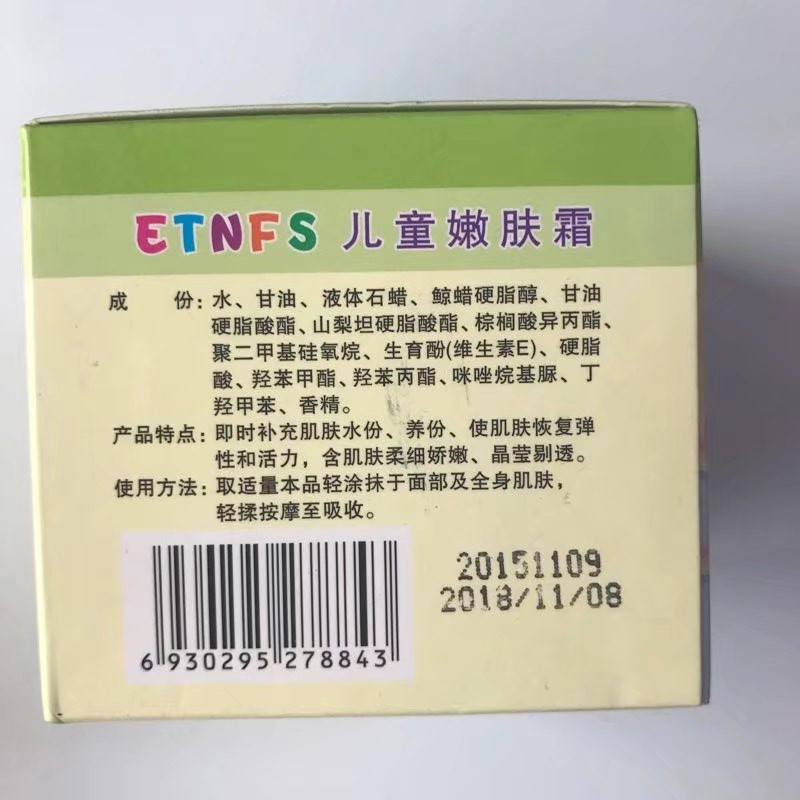 ETNFS 儿童嫩肤霜
成 份：水、甘油、液体石蜡、鲸蜡硬脂醇、甘油
硬脂酸酯、山梨坦硬脂酸酯、棕榈酸异丙酯、
聚二甲基硅氧烷、生育酚(维生素E)、硬脂
酸、羟苯甲酯、羟苯丙酯、咪唑烷基脲、丁
羟甲苯、香精。
产品特点：即时补充肌肤水份、养份、使肌肤恢复弹
性和活力，含肌肤柔细娇嫩、晶莹剔透。
使用方法：取适量本品轻涂抹于面部及全身肌肤，
轻揉按摩至吸收。
20151109
2018/11/08
6 930295 278843